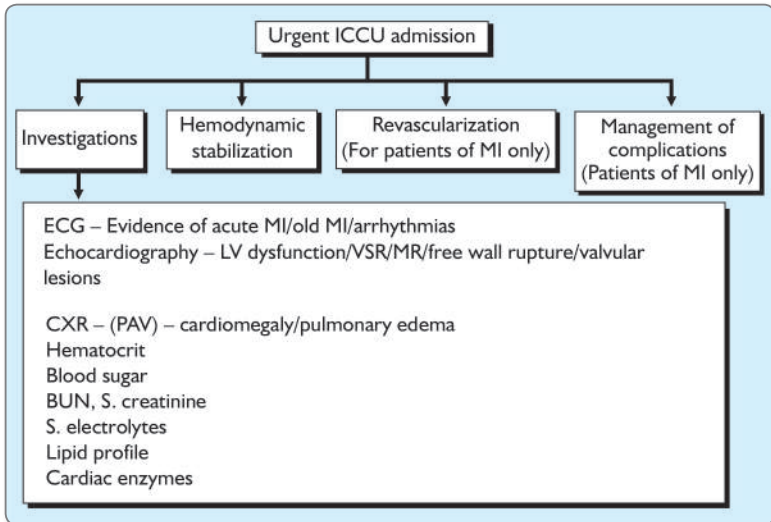 Urgent ICCU admission
Investigations
Hemodynamic
stabilization
Revascularization
(For patients of MI only)
Management of
complications
(Patients of MI only)
ECG – Evidence of acute MI/old MI/arrhythmias
Echocardiography – LV dysfunction/VSR/MR/free wall rupture/valvular
lesions
CXR – (PAV) – cardiomegaly/pulmonary edema
Hematocrit
Blood sugar
BUN, S. creatinine
S. electrolytes
Lipid profile
Cardiac enzymes